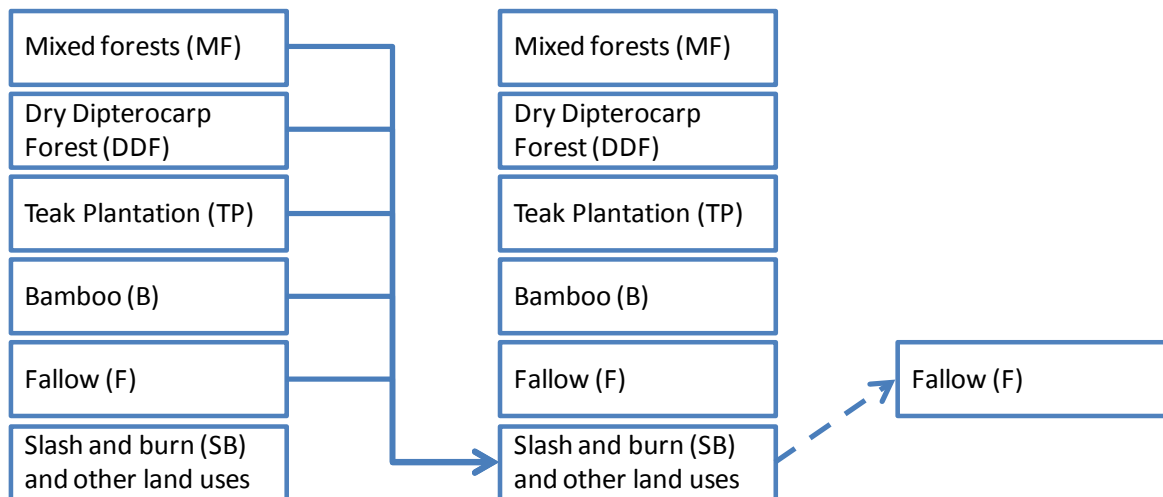 Mixed forests (MF)
Dry Dipterocarp
Forest (DDF)
Teak Plantation (TP)
Bamboo (B)
Fallow (F)
Slash and burn (SB)
and other land uses
Mixed forests (MF)
Dry Dipterocarp
Forest (DDF)
Teak Plantation (TP)
Bamboo (B)
Fallow (F)
Slash and burn (SB)
and other land uses
Fallow (F)